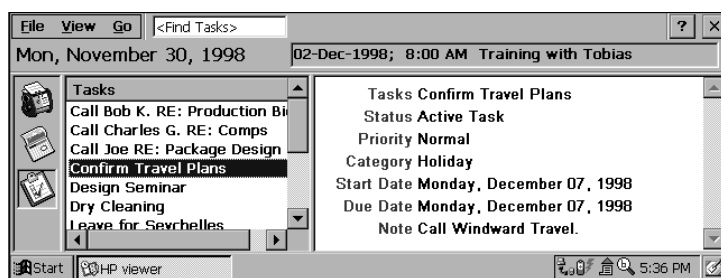 File View Go <Find Tasks> ? ×
Mon, November 30, 1998 02-Dec-1998; 8:00 AM Training with Tobias
Tasks
Call Bob K. RE: Production Bi
Call Charles G. RE: Comps
Call Joe RE: Package Design
Confirm Travel Plans
Design Seminar
Dry Cleaning
Leave for Seychelles
Tasks Confirm Travel Plans
Status Active Task
Priority Normal
Category Holiday
Start Date Monday, December 07, 1998
Due Date Monday, December 07, 1998
Note Call Windward Travel.
Start HP viewer 5:36 PM